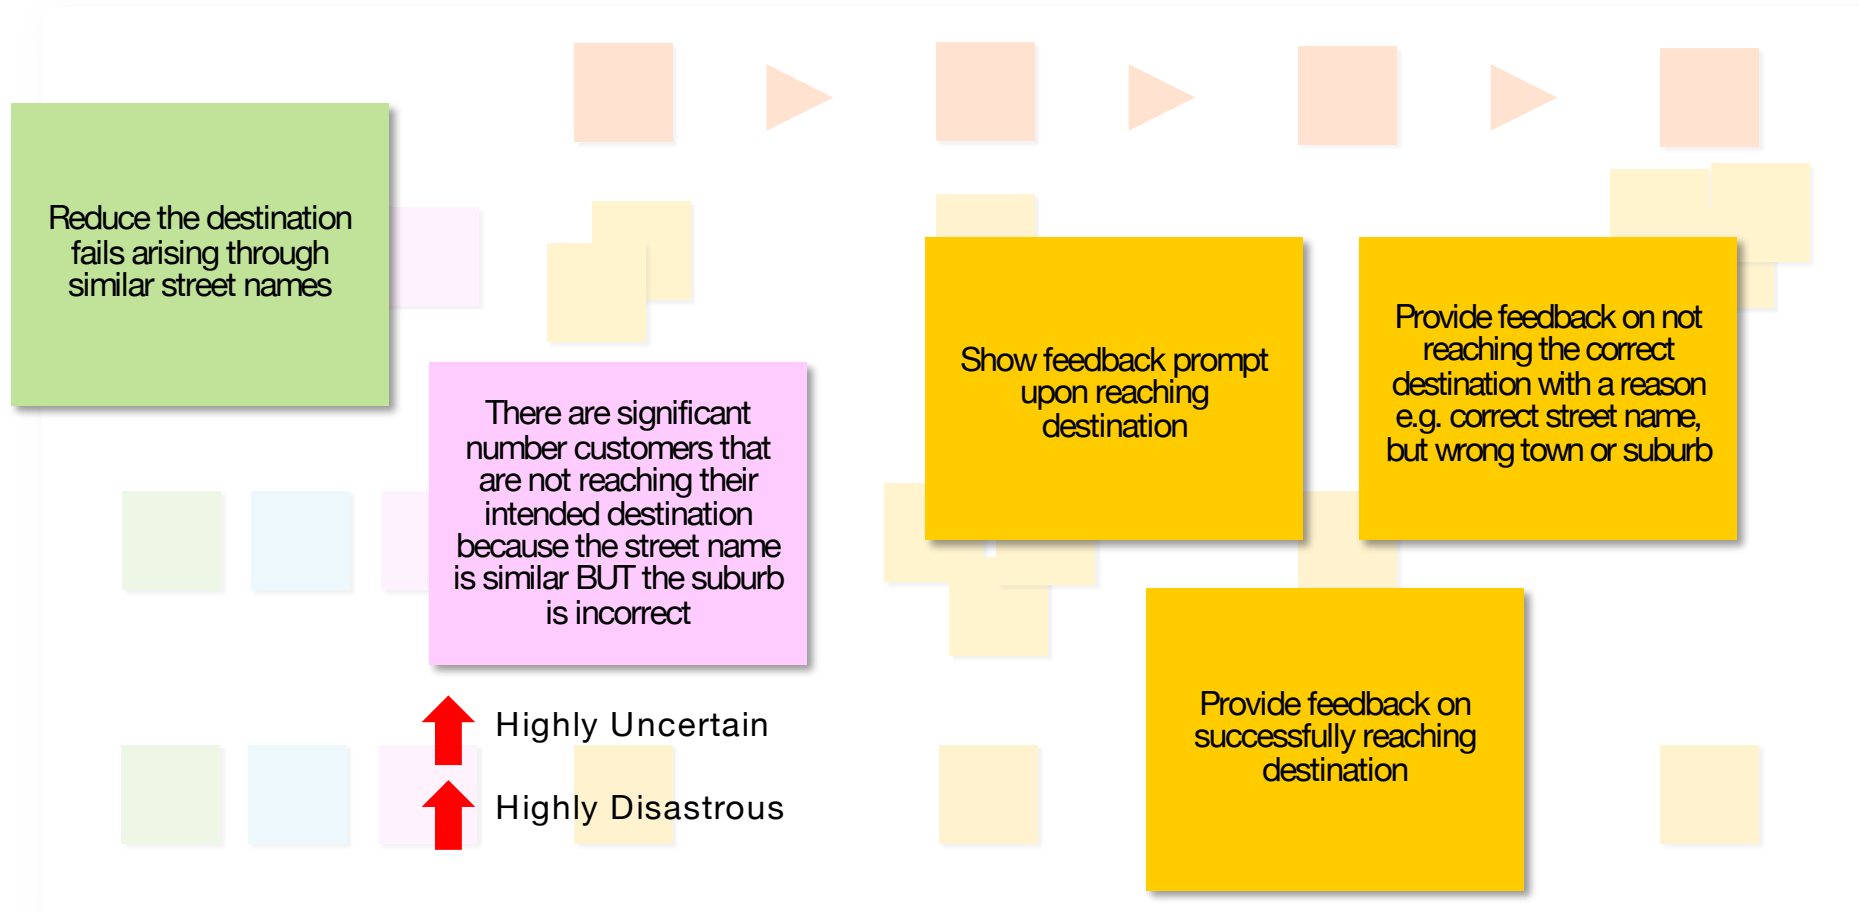 Reduce the destination
fails arising through
similar street names
There are significant
number customers that
are not reaching their
intended destination
because the street name
is similar BUT the suburb
is incorrect
Highly Uncertain
Highly Disastrous
Show feedback prompt
upon reaching
destination
Provide feedback on not
reaching the correct
destination with a reason
e.g. correct street name,
but wrong town or suburb
Provide feedback on
successfully reaching
destination